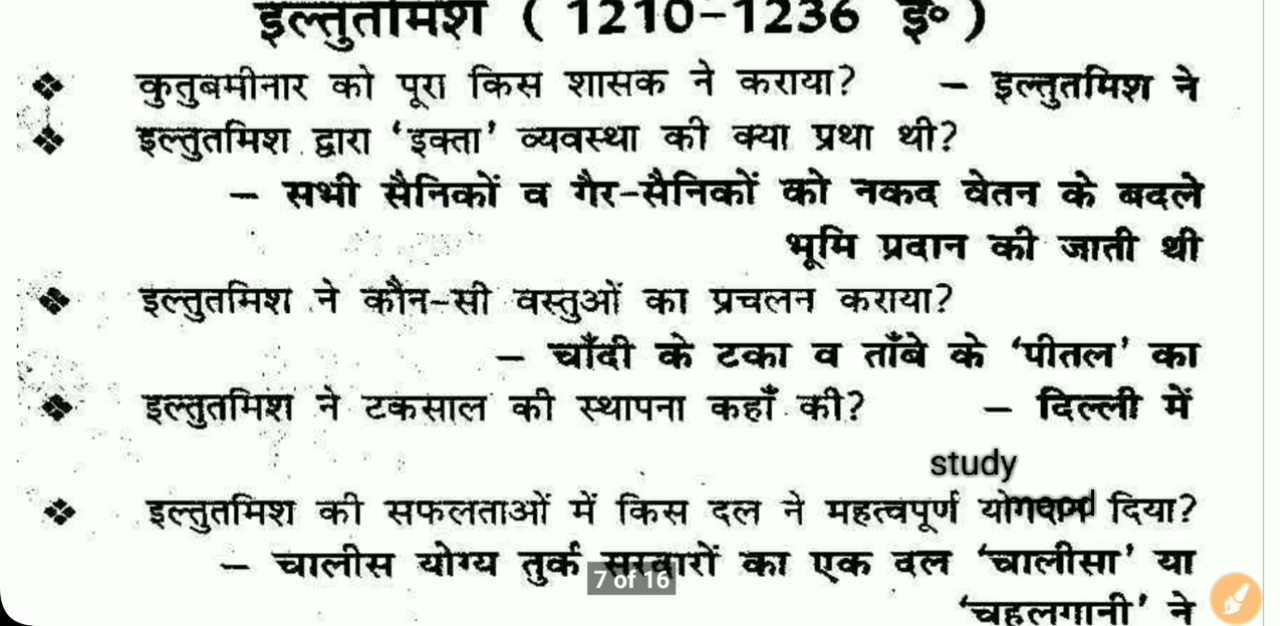 इल्तुतमिश ( 1210-1236 ई० )
❖ कुतुबमीनार को पूरा किस शासक ने कराया? – इल्तुतमिश ने
❖ इल्तुतमिश द्वारा ‘इक्ता’ व्यवस्था की क्या प्रथा थी?
– सभी सैनिकों व गैर-सैनिकों को नकद वेतन के बदले
भूमि प्रदान की जाती थी
❖ इल्तुतमिश ने कौन-सी वस्तुओं का प्रचलन कराया?
– चाँदी के टका व ताँबे के ‘पीतल’ का
❖ इल्तुतमिश ने टकसाल की स्थापना कहाँ की? – दिल्ली में
study
mood
❖ इल्तुतमिश की सफलताओं में किस दल ने महत्वपूर्ण योगदान दिया?
– चालीस योग्य तुर्क सरदारों का एक दल ‘चालीसा’ या
7 of 16
‘चहलगानी’ ने